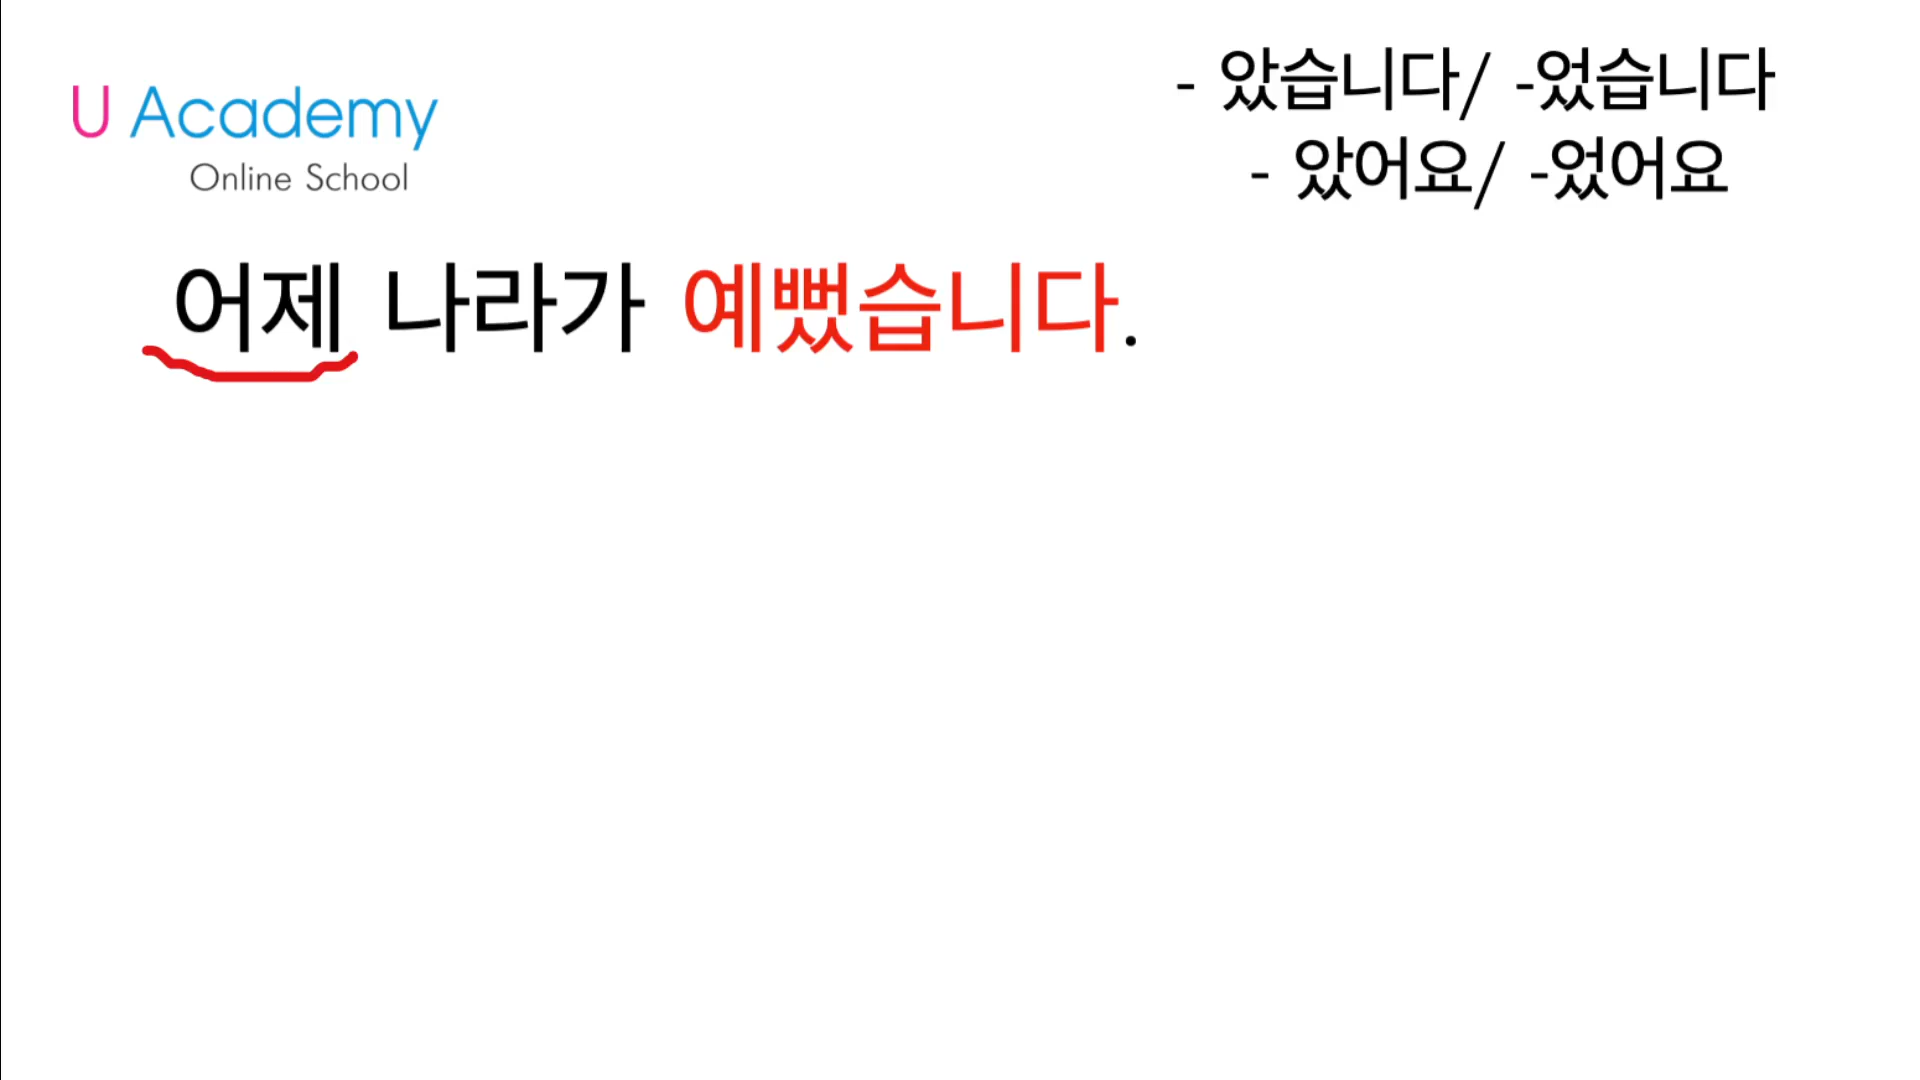 U Academy
Online School
- 았습니다/ -었습니다
- 았어요/ -었어요
어제 나라가 예뻤습니다.